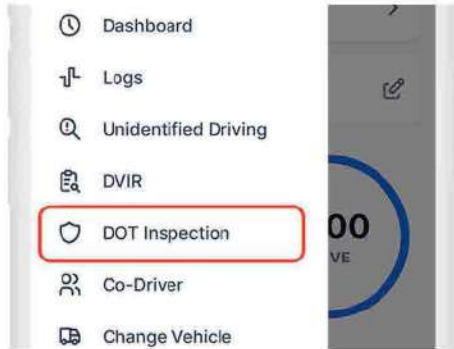 Dashboard
Logs
Unidentified Driving
DVIR
DOT Inspection
00
VE
Co-Driver
Change Vehicle